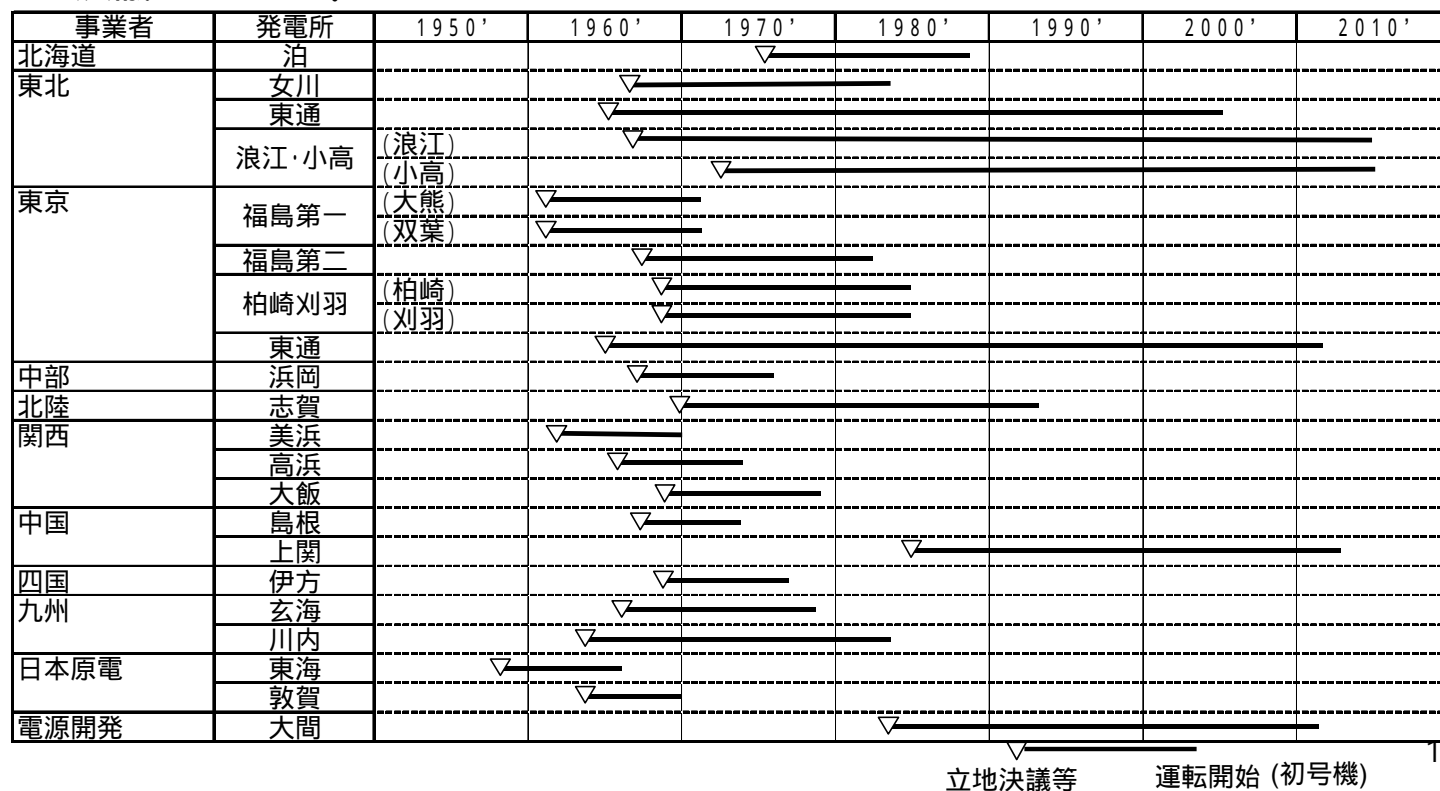 事業者 発電所 1950’ 1960’ 1970’ 1980’ 1990’ 2000’ 2010’
北海道 泊
東北 女川
東通
浪江・小高 (浪江)
(小高)
東京 福島第一 (大熊)
(双葉)
福島第二
柏崎刈羽 (柏崎)
(刈羽)
東通
中部 浜岡
北陸 志賀
関西 美浜
高浜
大飯
中国 島根
上関
四国 伊方
九州 玄海
川内
日本原電 東海
敦賀
電源開発 大間
立地決議等 運転開始 (初号機)
1